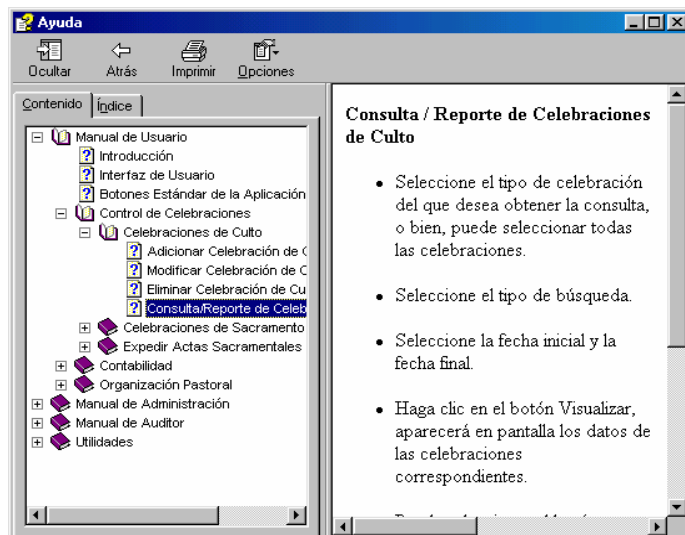 Ayuda
Ocultar Atrás Imprimir Opciones
Contenido Índice
Manual de Usuario
Introducción
Interfaz de Usuario
Botones Estándar de la Aplicación
Control de Celebraciones
Celebraciones de Culto
Adicionar Celebración de C
Modificar Celebración de C
Eliminar Celebración de Cu
Consulta/Reporte de Celeb
Celebraciones de Sacramento
Expedir Actas Sacramentales
Contabilidad
Organización Pastoral
Manual de Administración
Manual de Auditor
Utilidades
Consulta / Reporte de Celebraciones
de Culto
• Seleccione el tipo de celebración
del que desea obtener la consulta,
o bien, puede seleccionar todas
las celebraciones.
• Seleccione el tipo de búsqueda.
• Seleccione la fecha inicial y la
fecha final.
• Haga clic en el botón Visualizar,
aparecerá en pantalla los datos de
las celebraciones
correspondientes.